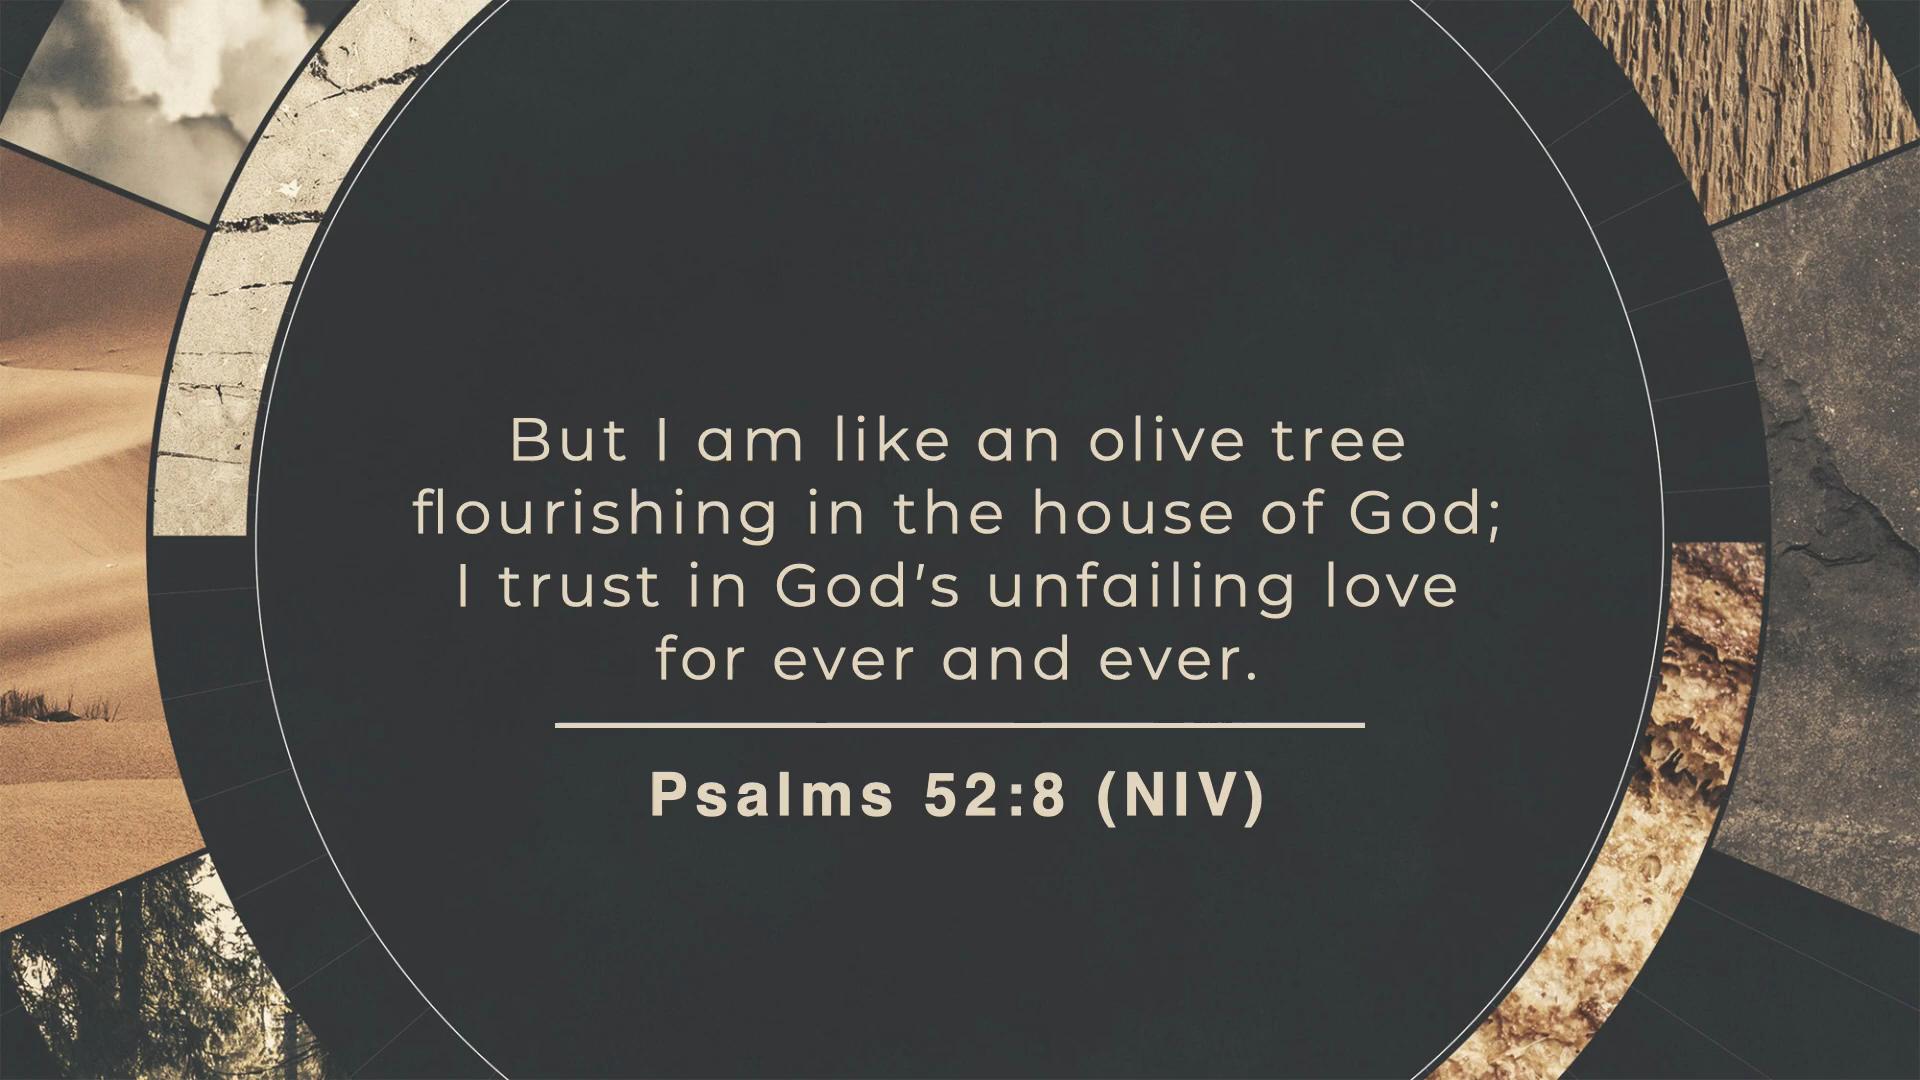 But I am like an olive tree
flourishing in the house of God;
I trust in God's unfailing love
for ever and ever.
Psalms 52:8 (NIV)